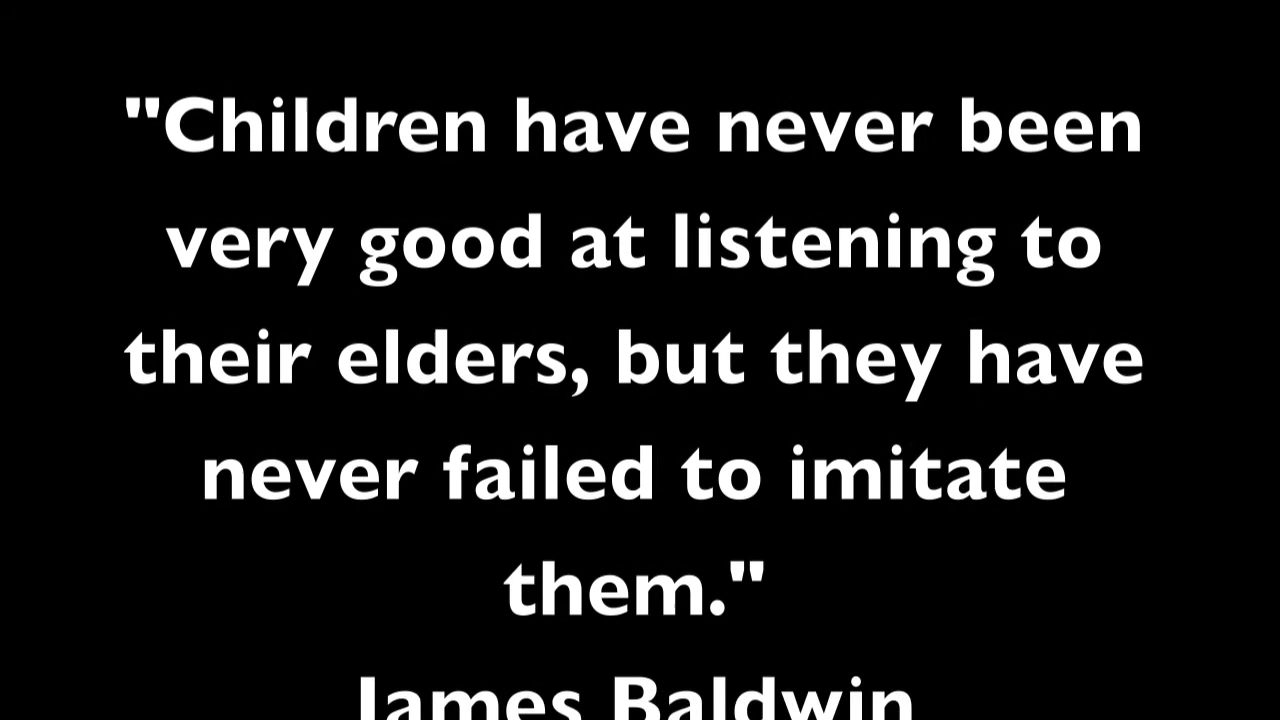 "Children have never been
very good at listening to
their elders, but they have
never failed to imitate
them."
James Baldwin